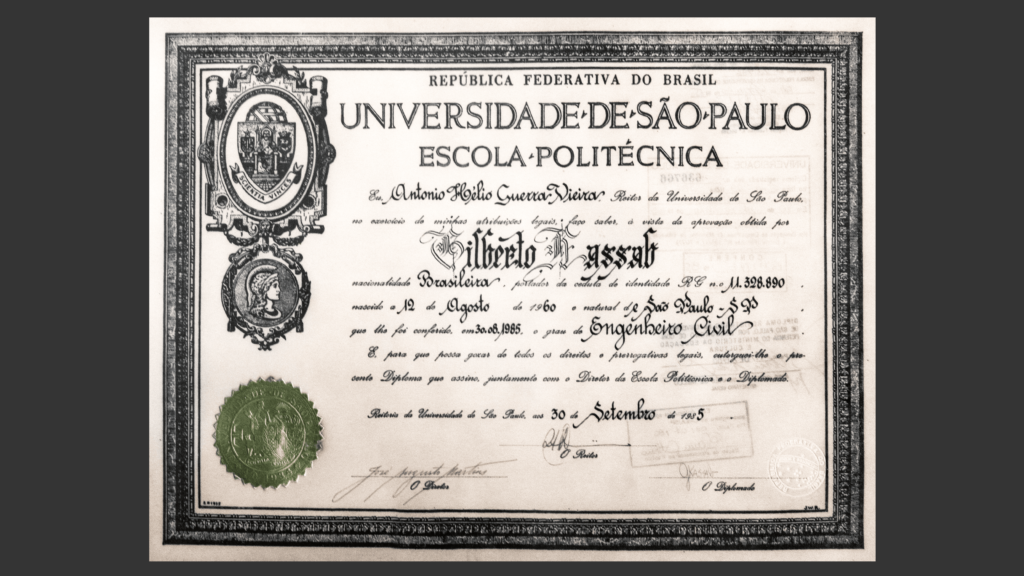 REPÚBLICA FEDERATIVA DO BRASIL
UNIVERSIDADE·DE·SÃO·PAULO
ESCOLA·POLITÉCNICA
SCIENTIA VINCES
Eu, Antonio Hélio Guerra Vieira, Reitor da Universidade de São Paulo,
no exercício de minhas atribuições legais, faço saber, à vista da aprovação obtida por
Gilberto Kassab
nacionalidade Brasileira, portador da cédula de identidade RG n.o 11.328.890
nascido a 12 de Agosto de 1960 e natural de São Paulo - SP
que lhe foi conferido, em 30.08.1985, o grau de Engenheiro Civil
E, para que possa gozar de todos os direitos e prerrogativas legais, outorguei-lhe o pre-
sente Diploma que assino, juntamente com o Diretor da Escola Politécnica e o Diplomado.
Reitoria da Universidade de São Paulo, aos 30 de Setembro de 1985
O Reitor
O Diretor
O Diplomado